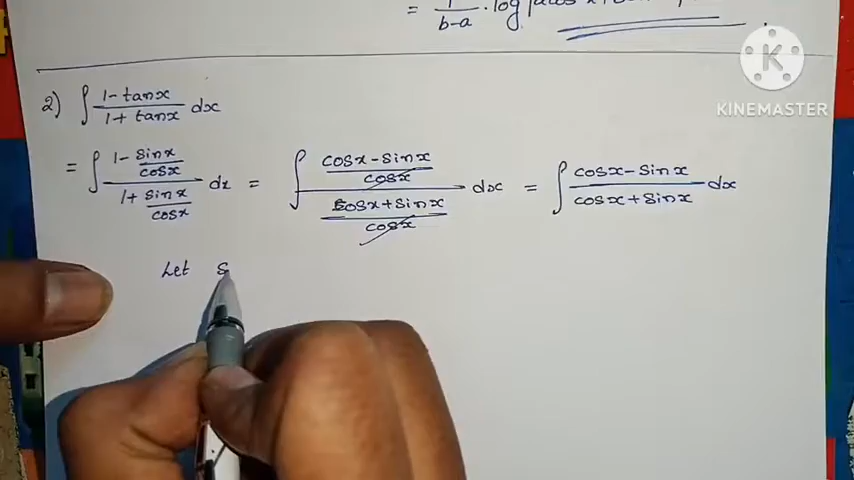 = 1/(b-a) · log
2) ∫ (1 - tanx)/(1 + tanx) dx
= ∫ (1 - sinx/cosx)/(1 + sinx/cosx) dx = ∫ ((cosx - sinx)/cosx)/((cosx + sinx)/cosx) dx = ∫ (cosx - sinx)/(cosx + sinx) dx
Let S
K
KINEMASTER